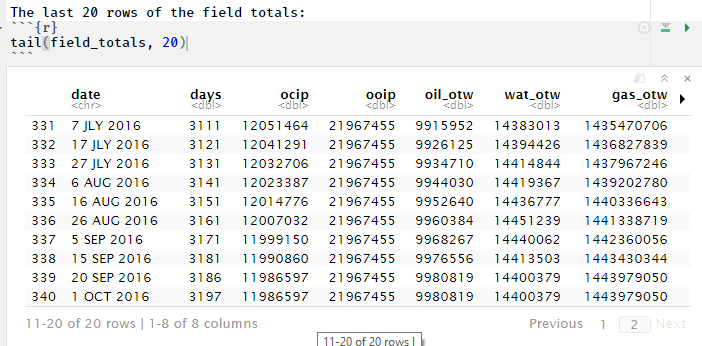 The last 20 rows of the field totals:
```{r}
tail(field_totals, 20)
```
date days ocip ooip oil_otw wat_otw gas_otw
<chr> <dbl> <dbl> <dbl> <dbl> <dbl> <dbl>
331 7 JLY 2016 3111 12051464 21967455 9915952 14383013 1435470706
332 17 JLY 2016 3121 12041291 21967455 9926125 14394426 1436827839
333 27 JLY 2016 3131 12032706 21967455 9934710 14414844 1437967246
334 6 AUG 2016 3141 12023387 21967455 9944030 14419367 1439202780
335 16 AUG 2016 3151 12014776 21967455 9952640 14436777 1440336643
336 26 AUG 2016 3161 12007032 21967455 9960384 14451239 1441338719
337 5 SEP 2016 3171 11999150 21967455 9968267 14440062 1442360056
338 15 SEP 2016 3181 11990860 21967455 9976556 14413503 1443430344
339 20 SEP 2016 3186 11986597 21967455 9980819 14400379 1443979050
340 1 OCT 2016 3197 11986597 21967455 9980819 14400379 1443979050
11-20 of 20 rows | 1-8 of 8 columns Previous 1 2 Next
11-20 of 20 rows |